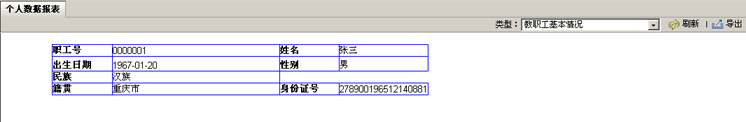 个人数据报表
类型： 教职工基本情况 刷新 | 导出
职工号 0000001 姓名 张三
出生日期 1967-01-20 性别 男
民族 汉族
籍贯 重庆市 身份证号 278900196512140881